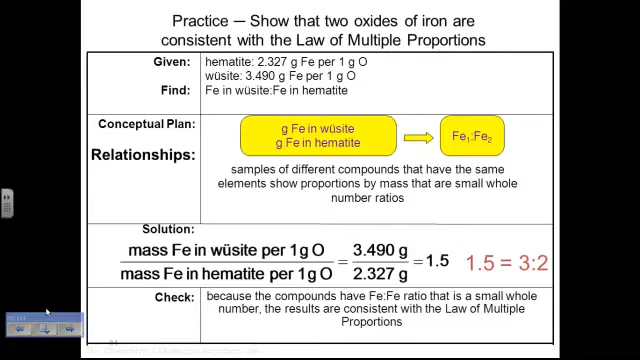 Practice — Show that two oxides of iron are
consistent with the Law of Multiple Proportions
Given: hematite: 2.327 g Fe per 1 g O
wüsite: 3.490 g Fe per 1 g O
Find: Fe in wüsite:Fe in hematite
Conceptual Plan:
g Fe in wüsite
g Fe in hematite
Fe1:Fe2
Relationships:
samples of different compounds that have the same
elements show proportions by mass that are small whole
number ratios
Solution:
mass Fe in wüsite per 1 g O
mass Fe in hematite per 1 g O
= 3.490 g
2.327 g
= 1.5
1.5 = 3:2
Check: because the compounds have Fe:Fe ratio that is a small whole
number, the results are consistent with the Law of Multiple
Proportions